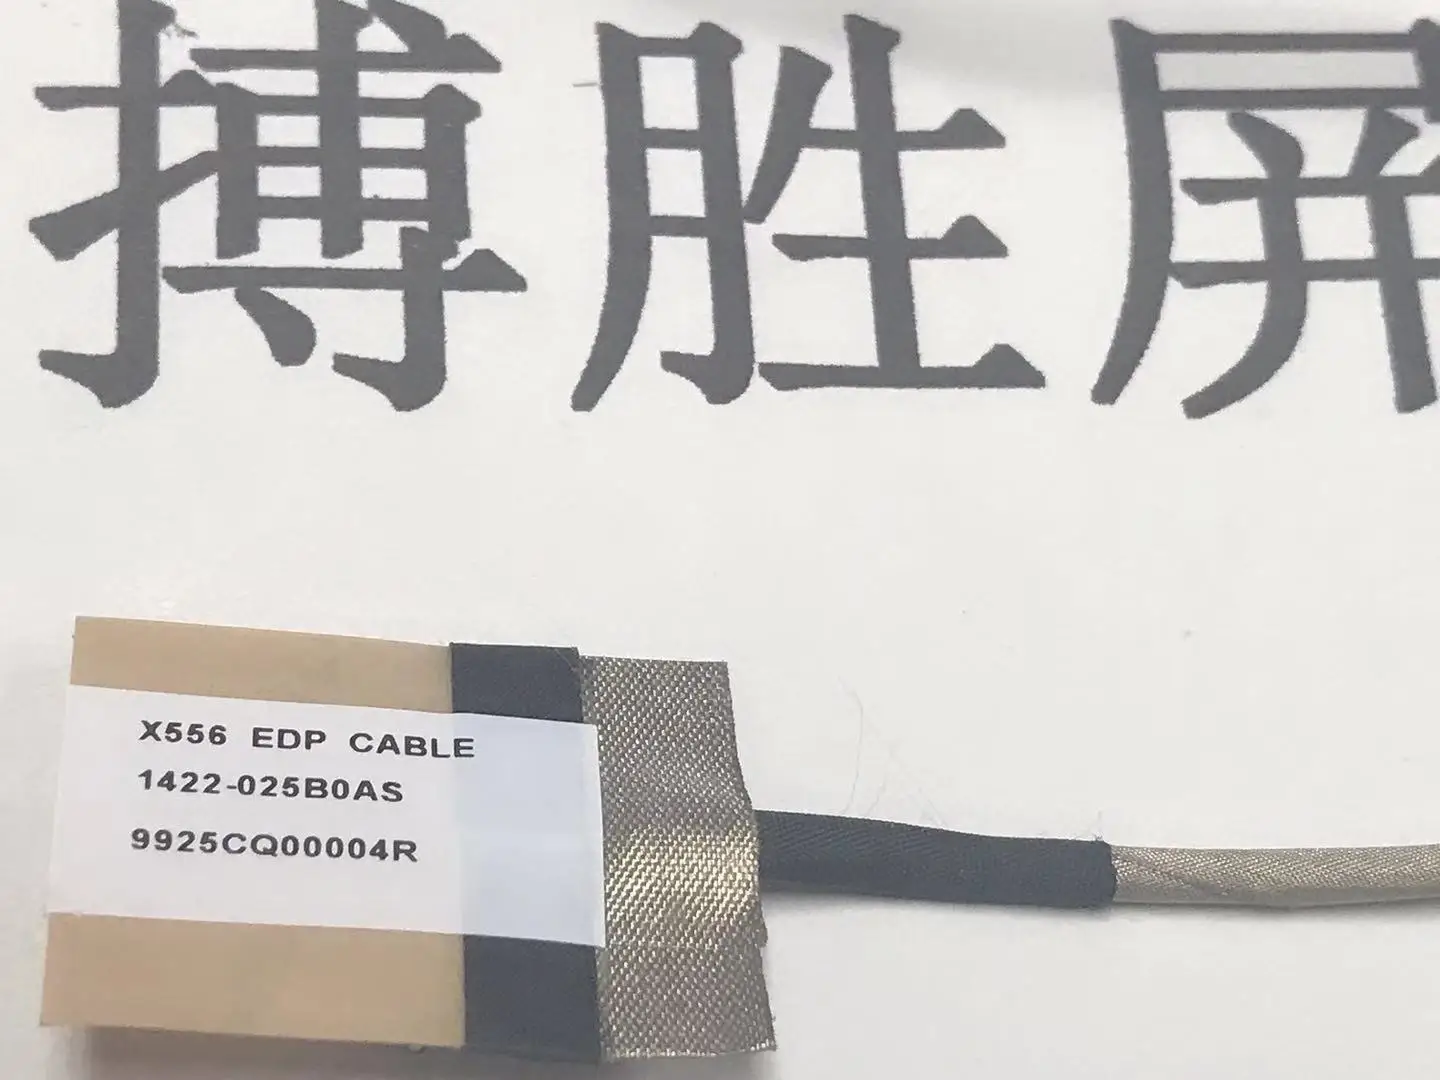 搏胜屏
X556 EDP CABLE
1422-025B0AS
9925CQ00004R